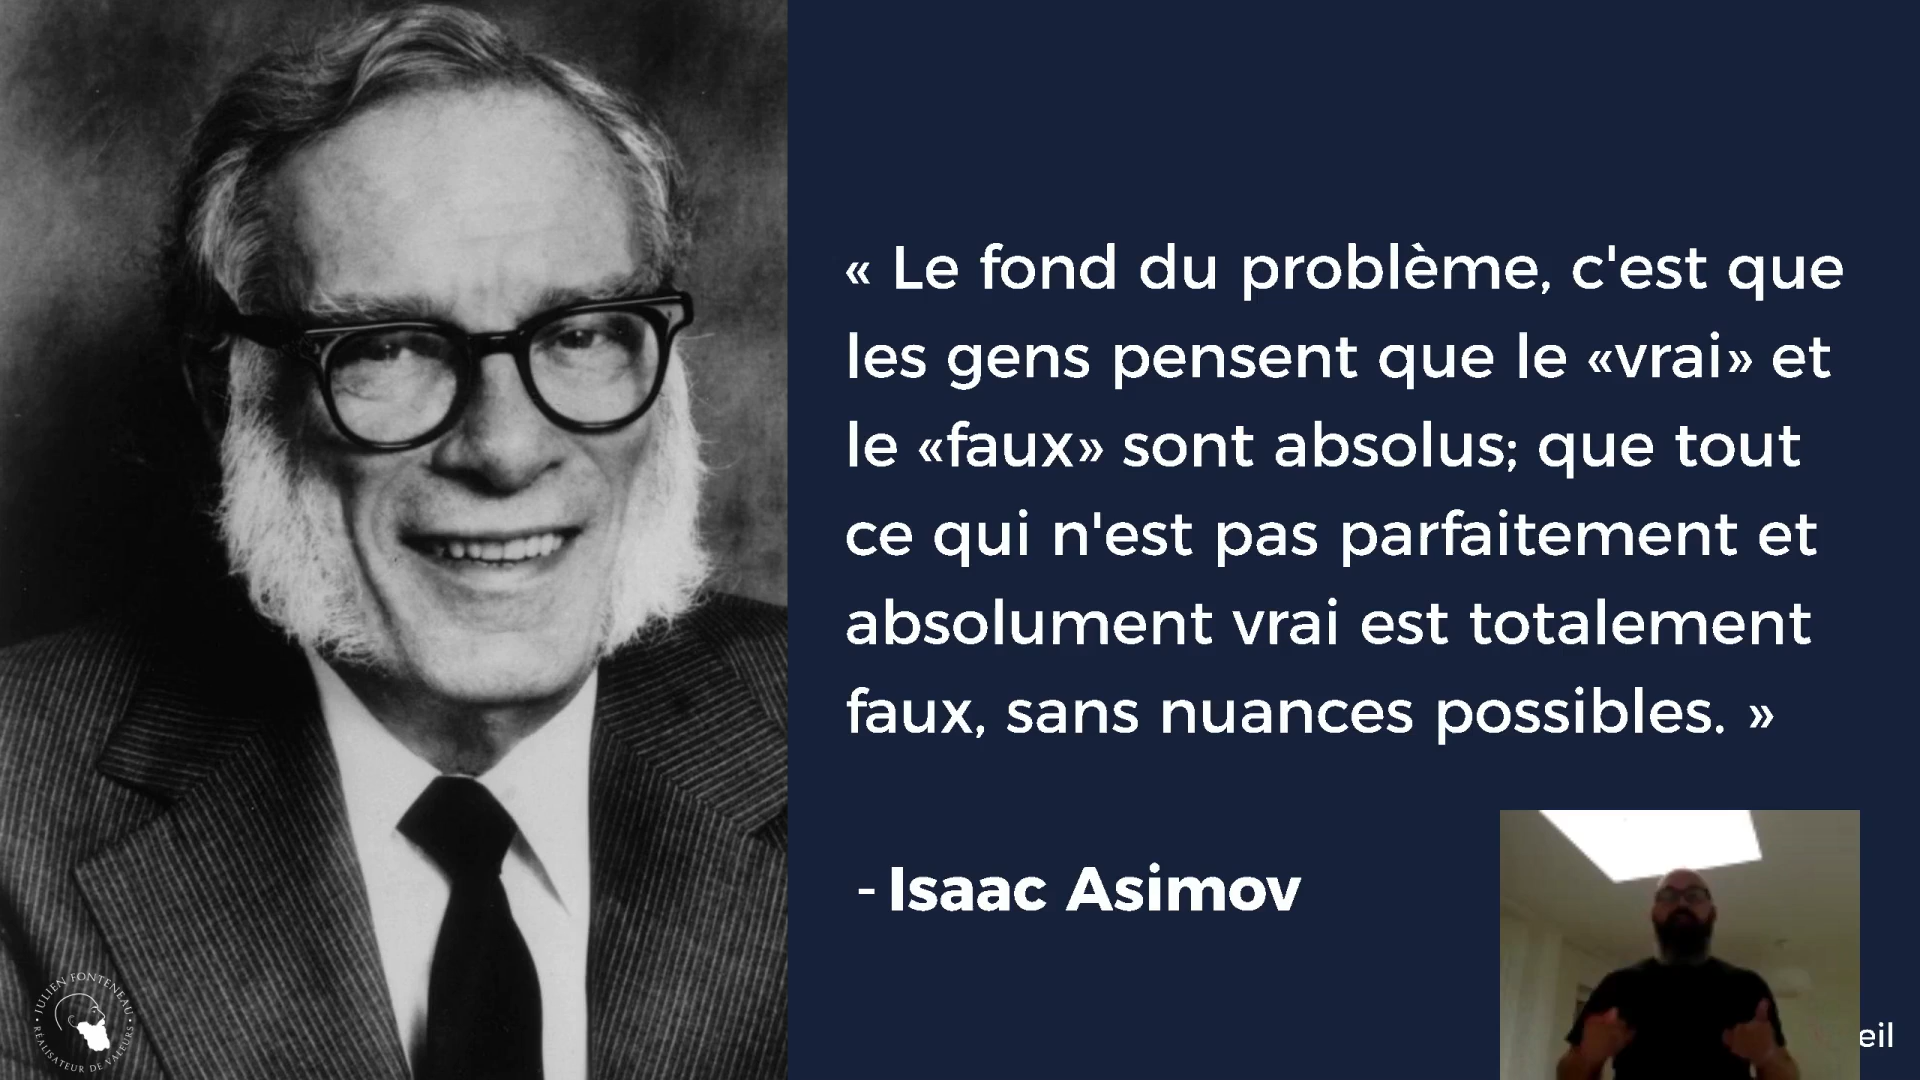 « Le fond du problème, c'est que
les gens pensent que le «vrai» et
le «faux» sont absolus; que tout
ce qui n'est pas parfaitement et
absolument vrai est totalement
faux, sans nuances possibles. »
- Isaac Asimov
JULIEN FONTENEAU
RÉALISATEUR DE VALEURS
eil